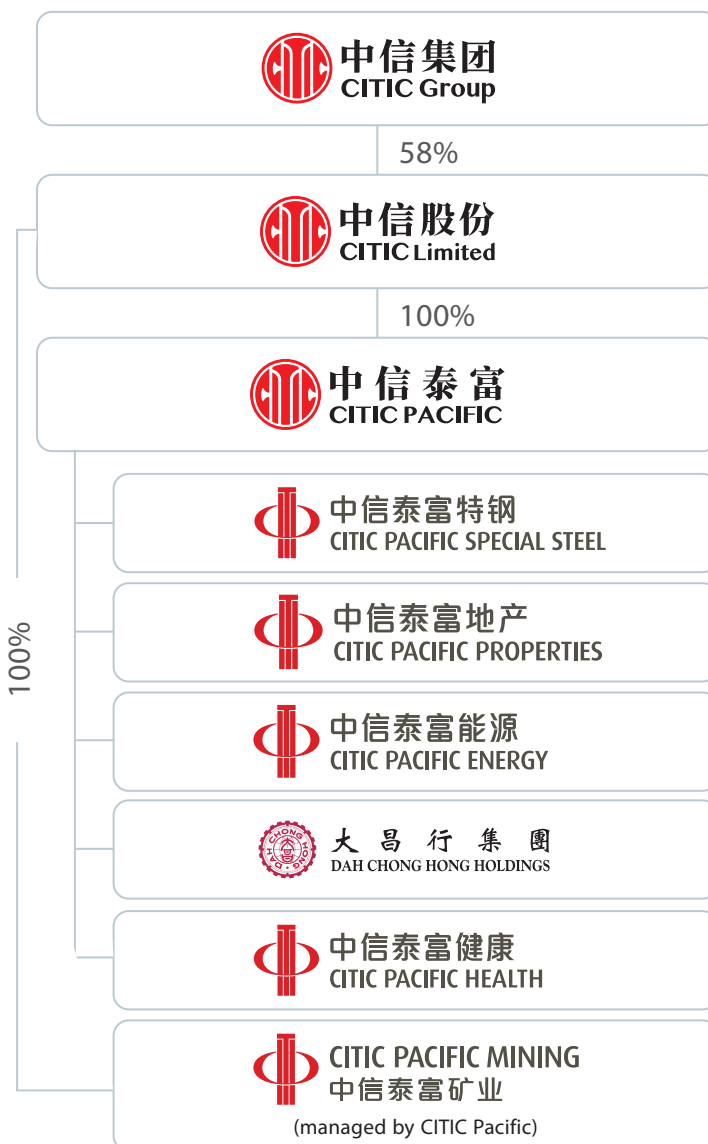 中信集团
CITIC Group
58%
中信股份
CITIC Limited
100%
中信泰富
CITIC PACIFIC
中信泰富特钢
CITIC PACIFIC SPECIAL STEEL
中信泰富地产
CITIC PACIFIC PROPERTIES
100%
中信泰富能源
CITIC PACIFIC ENERGY
大昌行集團
DAH CHONG HONG HOLDINGS
DAH CHONG HONG
中信泰富健康
CITIC PACIFIC HEALTH
CITIC PACIFIC MINING
中信泰富矿业
(managed by CITIC Pacific)